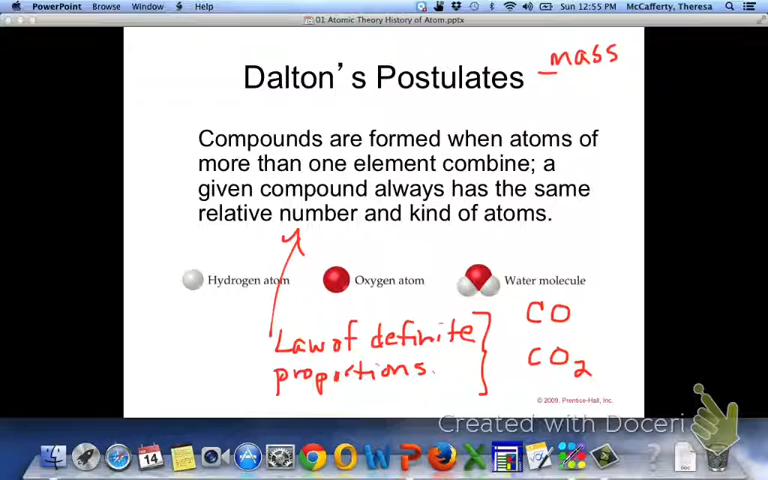 PowerPoint Browse Window Help Sun 12:55 PM McCafferty, Theresa
01 Atomic Theory History of Atom.pptx
mass
Dalton's Postulates
Compounds are formed when atoms of
more than one element combine; a
given compound always has the same
relative number and kind of atoms.
Hydrogen atom Oxygen atom Water molecule
CO
Law of definite
proportions.
CO2
© 2009, Prentice-Hall, Inc.
Created with Doceri
14
DOC